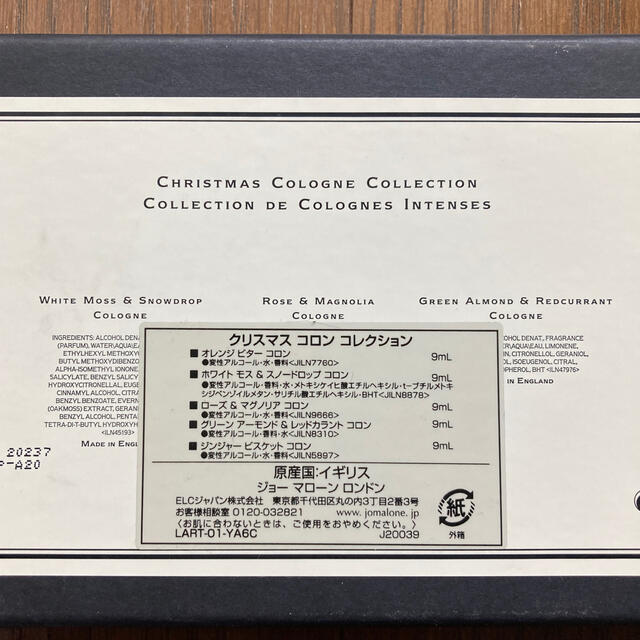 CHRISTMAS COLOGNE COLLECTION
COLLECTION DE COLOGNES INTENSES
WHITE MOSS & SNOWDROP
COLOGNE
ROSE & MAGNOLIA
COLOGNE
GREEN ALMOND & REDCURRANT
COLOGNE
INGREDIENTS: ALCOHOL DENA
(PARFUM), WATER\AQUA\EAU
ETHYLHEXYL METHOXY
BUTYL METHOXYDIBENZO
ALPHA-ISOMETHYL IONONE,
SALICYLATE, BENZYL SALICY
HYDROXYCITRONELLAL, EUGE
CINNAMYL ALCOHOL, CITRA
BENZYL BENZOATE, EVERN
(OAKMOSS) EXTRACT, GERAN
BENZYL ALCOHOL, PENTA
TETRA-DI-T-BUTYL HYDROXY
<ILN45193>
MADE IN ENG
20237
P-A20
OL DENAT, FRAGRANCE
\AQUA\EAU, LIMONENE,
CITRONELLOL, GERANIOL,
ISOEUGENOL, CITRAL,
PHEROL, BHT <ILN47976>
IN ENGLAND
クリスマス コロン コレクション
■オレンジ ビター コロン 9mL
●変性アルコール・水・香料<JILN7760>
■ホワイト モス & スノードロップ コロン 9mL
●変性アルコール・香料・水・メトキシケイヒ酸エチルヘキシル・t-ブチルメトキ
シジベンゾイルメタン・サリチル酸エチルヘキシル・BHT<JILN8878>
■ローズ & マグノリア コロン 9mL
●変性アルコール・水・香料<JILN9666>
■グリーン アーモンド & レッドカラント コロン 9mL
●変性アルコール・香料・水<JILN8310>
■ジンジャー ビスケット コロン 9mL
●変性アルコール・水・香料<JILN5897>
原産国:イギリス
ジョー マローン ロンドン
ELCジャパン株式会社 東京都千代田区丸の内3丁目2番3号
お客様相談室 0120-032821 www.jomalone.jp
〈お肌に合わないときは、ご使用をおやめください。〉
LART-01-YA6C J20039
紙
外箱